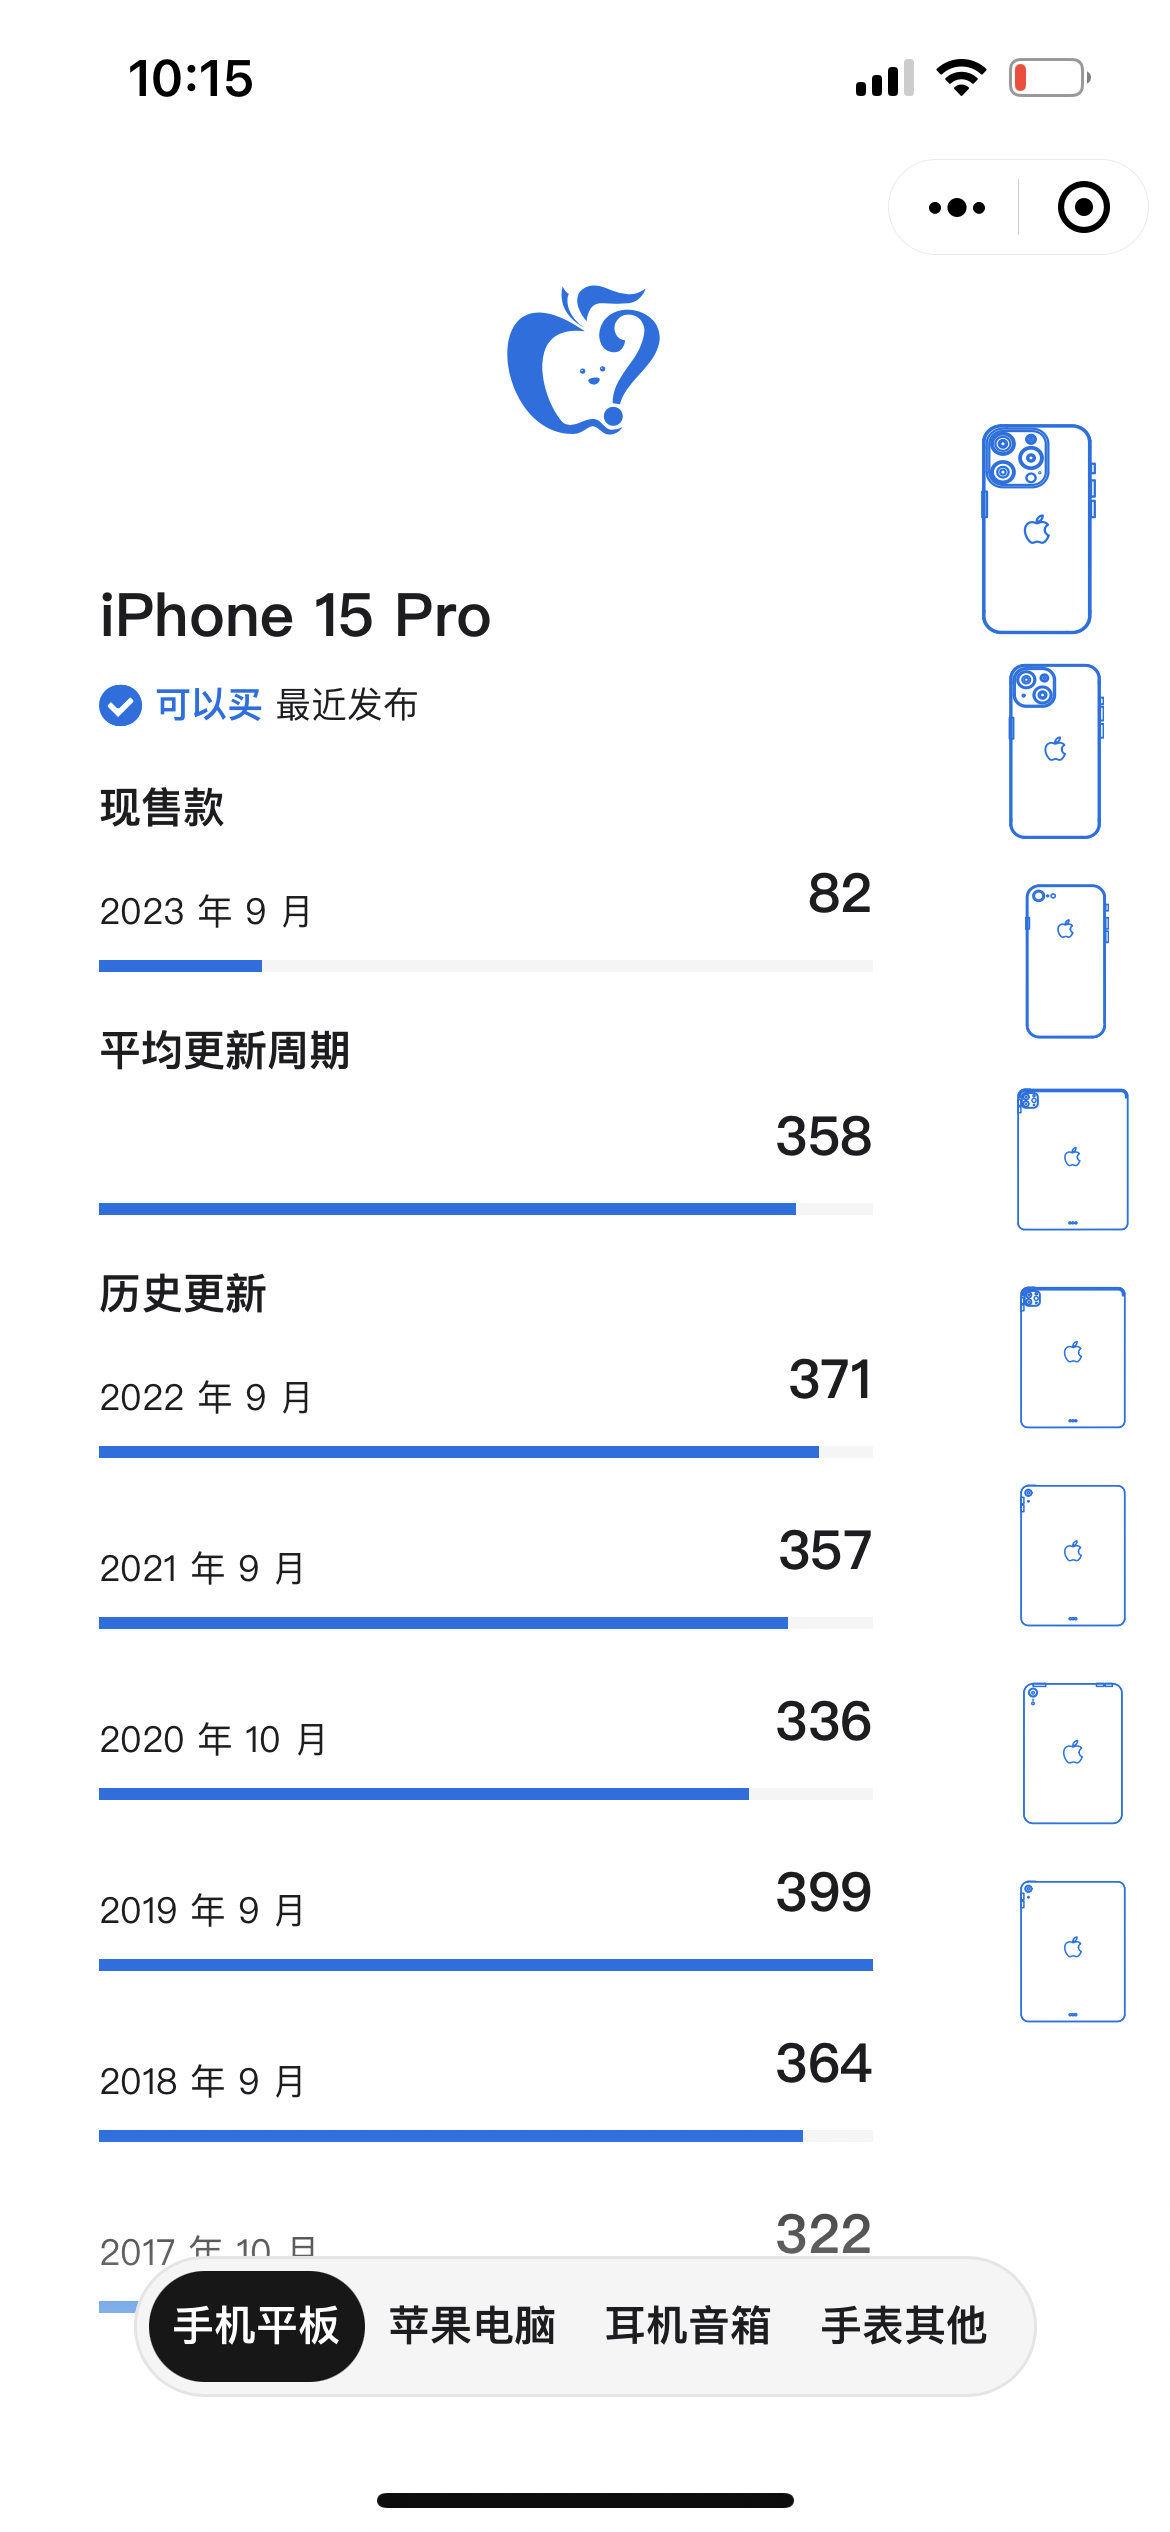 10:15
iPhone 15 Pro
可以买 最近发布
现售款
2023 年 9 月
82
平均更新周期
358
历史更新
2022 年 9 月
371
2021 年 9 月
357
2020 年 10 月
336
2019 年 9 月
399
2018 年 9 月
364
2017 年 10 月
322
手机平板 苹果电脑 耳机音箱 手表其他